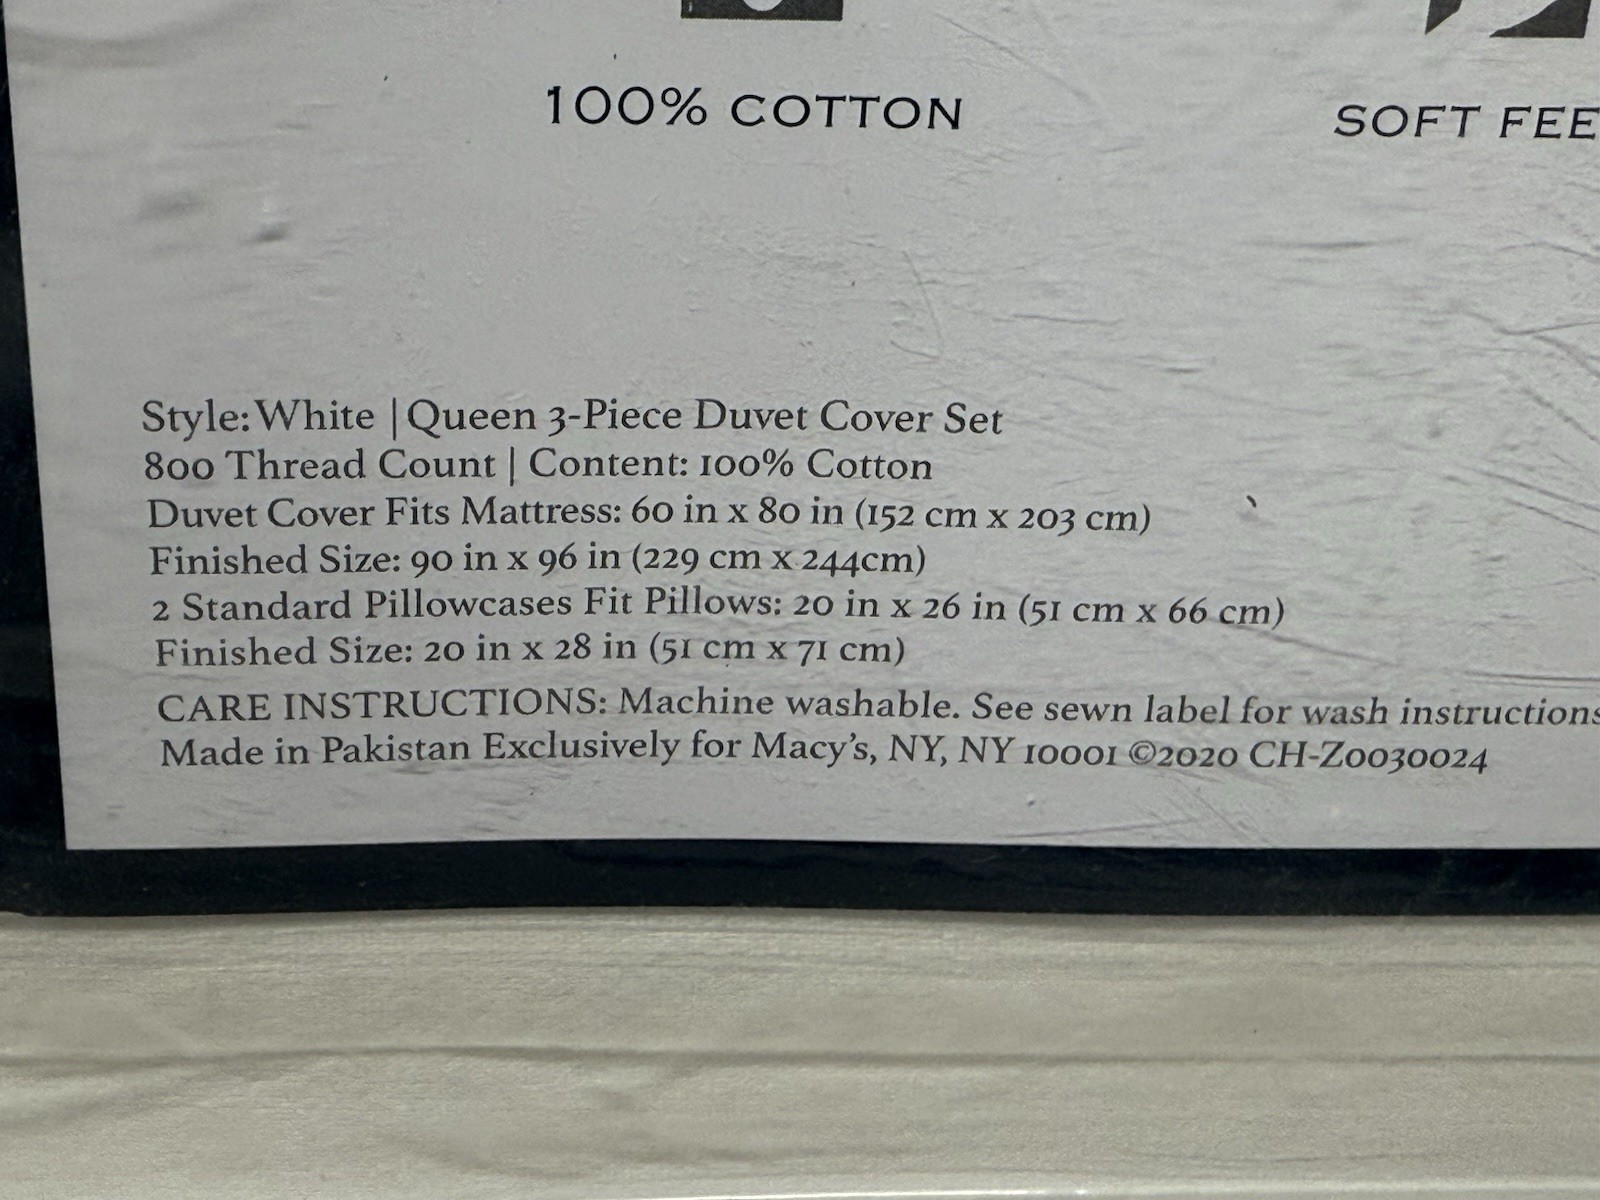 100% COTTON
SOFT FEE
Style: White | Queen 3-Piece Duvet Cover Set
800 Thread Count | Content: 100% Cotton
Duvet Cover Fits Mattress: 60 in x 80 in (152 cm x 203 cm)
Finished Size: 90 in x 96 in (229 cm x 244cm)
2 Standard Pillowcases Fit Pillows: 20 in x 26 in (51 cm x 66 cm)
Finished Size: 20 in x 28 in (51 cm x 71 cm)
CARE INSTRUCTIONS: Machine washable. See sewn label for wash instructions
Made in Pakistan Exclusively for Macy's, NY, NY 10001 ©2020 CH-Z0030024